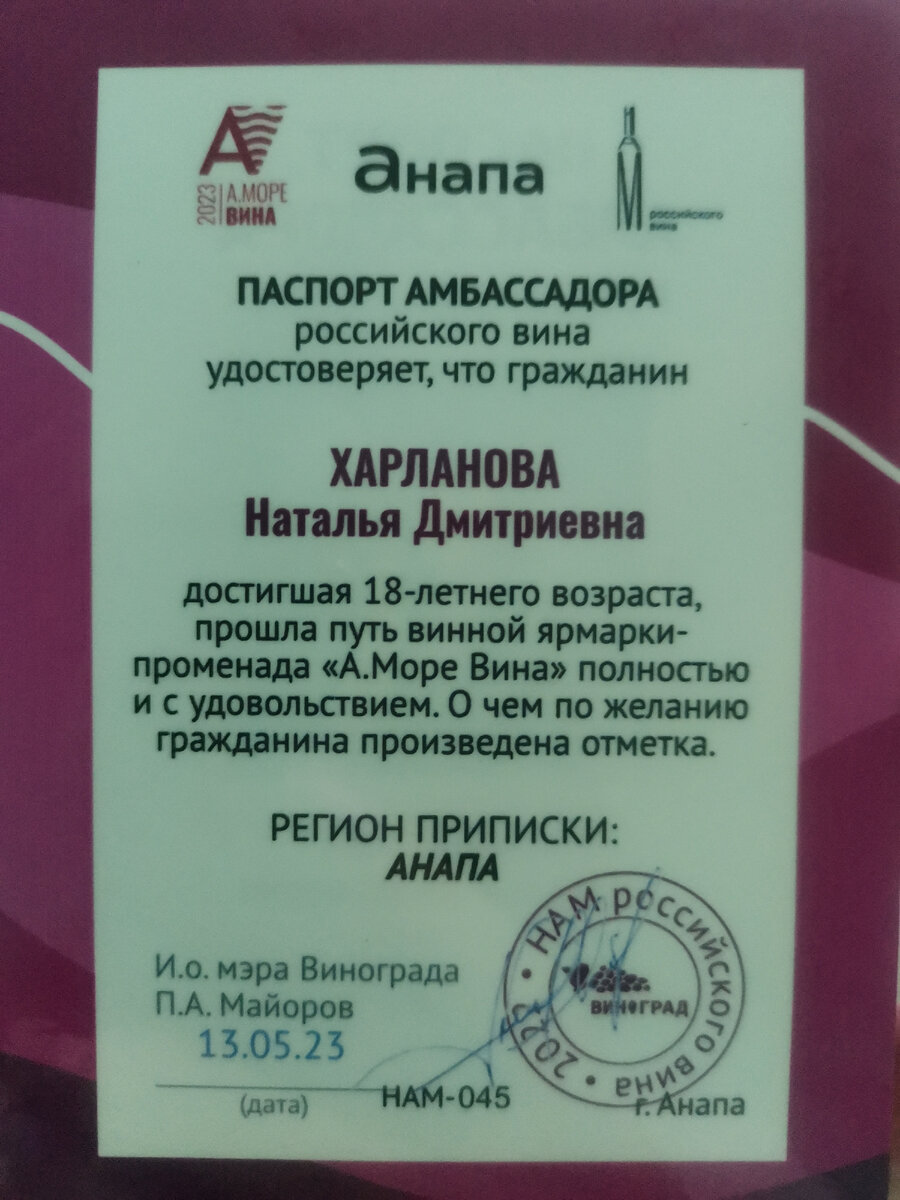 2023
А.МОРЕ
ВИНА
Анапа
российского
вина
ПАСПОРТ АМБАССАДОРА
российского вина
удостоверяет, что гражданин
ХАРЛАНОВА
Наталья Дмитриевна
достигшая 18-летнего возраста,
прошла путь винной ярмарки-
променада «А.Море Вина» полностью
и с удовольствием. О чем по желанию
гражданина произведена отметка.
РЕГИОН ПРИПИСКИ:
АНАПА
И.о. мэра Винограда
П.А. Майоров
13.05.23
(дата)
НАМ-045
г. Анапа
• НАМ российского вина • 2023
ВИНОГРАД